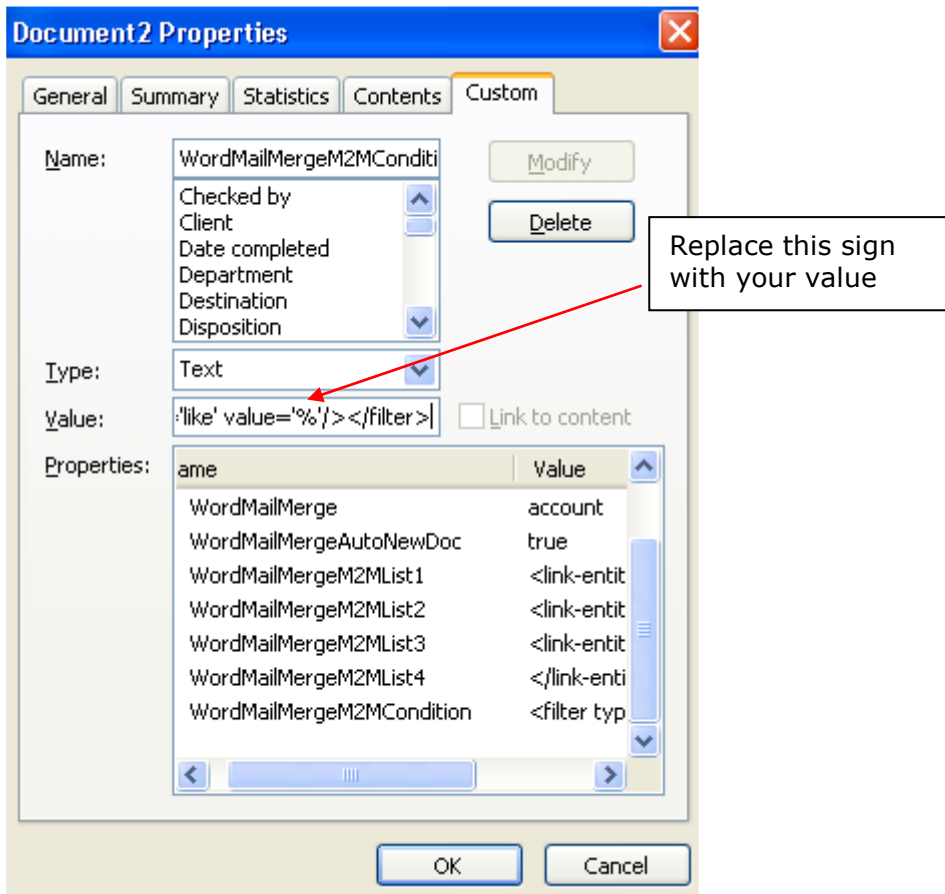 Document2 Properties
General Summary Statistics Contents Custom
Name: WordMailMergeM2MConditi Modify
Checked by
Client
Date completed
Department
Destination
Disposition
Delete
Replace this sign
with your value
Type: Text
Value: ='like' value='%'/></filter> Link to content
Properties: ame Value
WordMailMerge account
WordMailMergeAutoNewDoc true
WordMailMergeM2MList1 <link-entit
WordMailMergeM2MList2 <link-entit
WordMailMergeM2MList3 <link-entit
WordMailMergeM2MList4 </link-enti
WordMailMergeM2MCondition <filter typ
OK Cancel